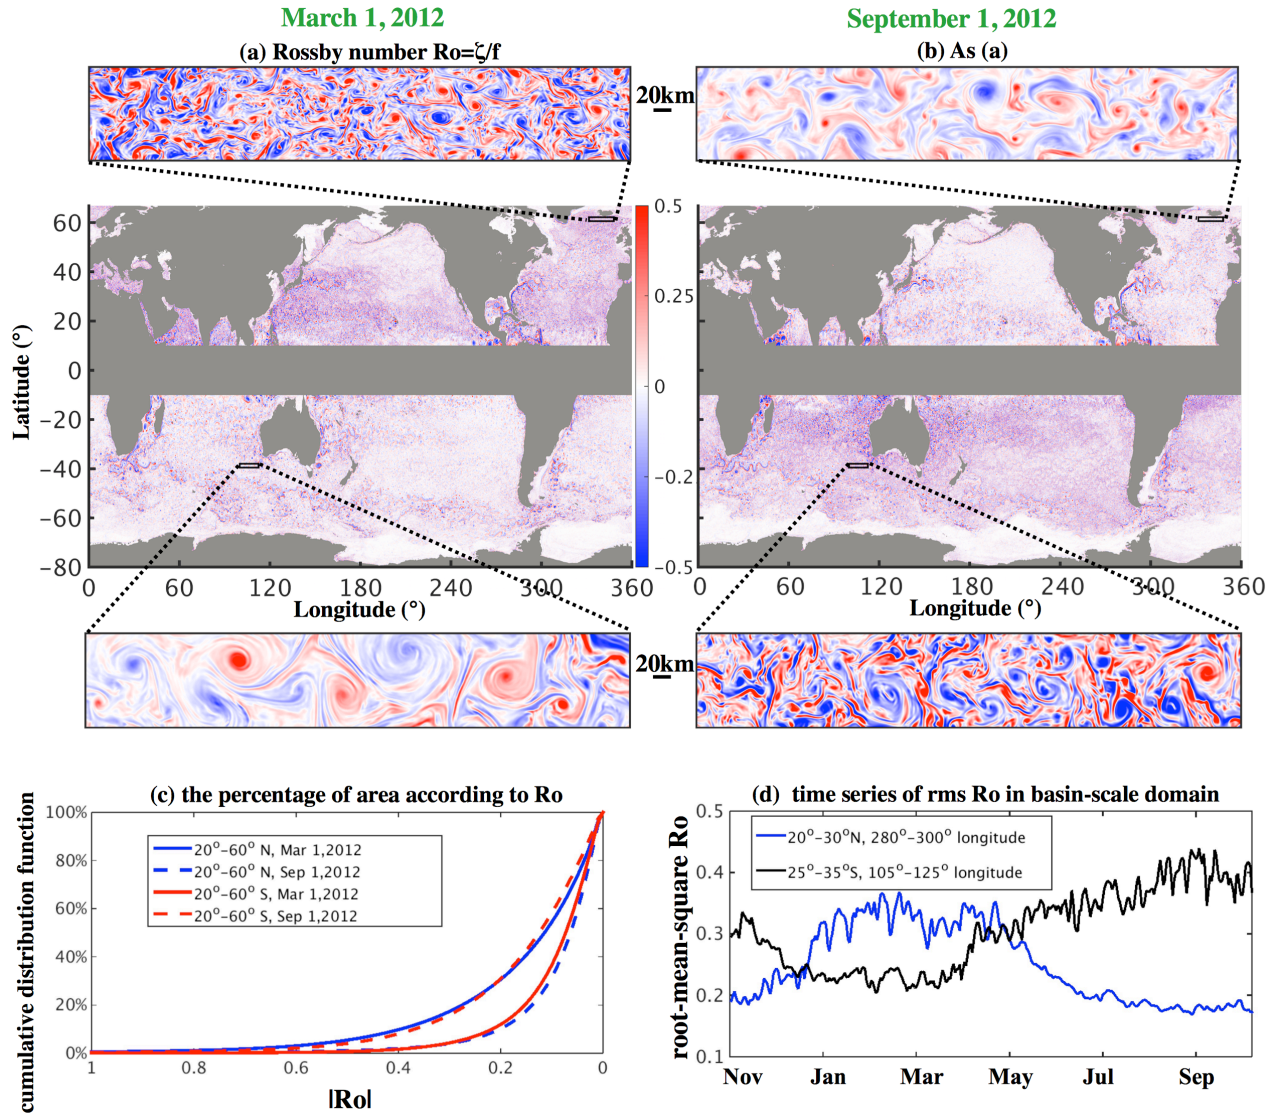 March 1, 2012
September 1, 2012
(a) Rossby number Ro=ζ/f
(b) As (a)
20km
60
40
20
0
−20
−40
−60
−80
Latitude (°)
0 60 120 180 240 300 360
Longitude (°)
0.5
0.25
0
−0.2
−0.5
0 60 120 180 240 300 360
Longitude (°)
20km
(c) the percentage of area according to Ro
cumulative distribution function
100%
80%
60%
40%
20%
0%
20°−60° N, Mar 1,2012
20°−60° N, Sep 1,2012
20°−60° S, Mar 1,2012
20°−60° S, Sep 1,2012
1 0.8 0.6 0.4 0.2 0
|Ro|
(d) time series of rms Ro in basin-scale domain
root-mean-square Ro
0.5
0.4
0.3
0.2
0.1
20°−30°N, 280°−300° longitude
25°−35°S, 105°−125° longitude
Nov Jan Mar May Jul Sep